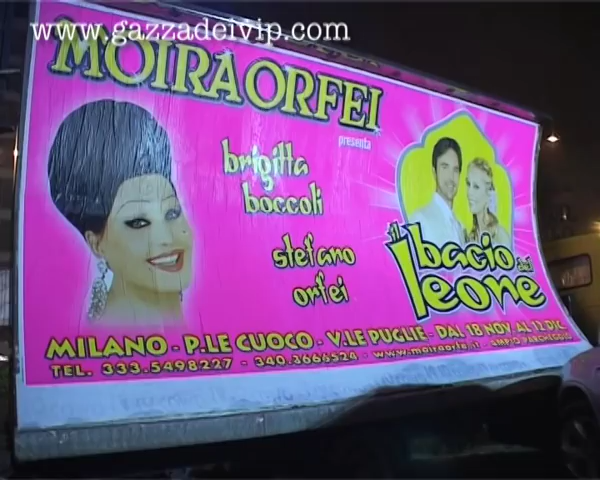 www.gazzadeivip.com
MOIRA ORFEI
presenta
brigitta
boccoli
stefano
orfei
il bacio del
leone
MILANO - P.LE CUOCO - V.LE PUGLIE - DAL 18 NOV. AL 12 DIC.
TEL. 333.5498227 - 340.3666524 - www.moiraorfei.it - AMPIO PARCHEGGIO